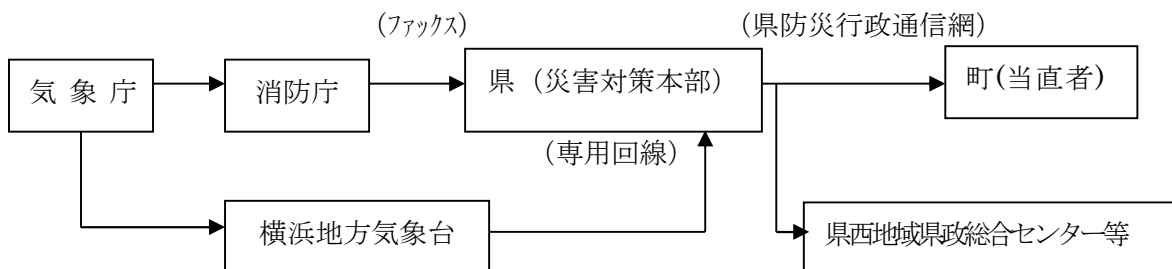 (ﾌｧｯｸｽ)
(県防災行政通信網)
気 象 庁
消防庁
県（災害対策本部）
町(当直者)
(専用回線)
横浜地方気象台
県西地域県政総合センター等